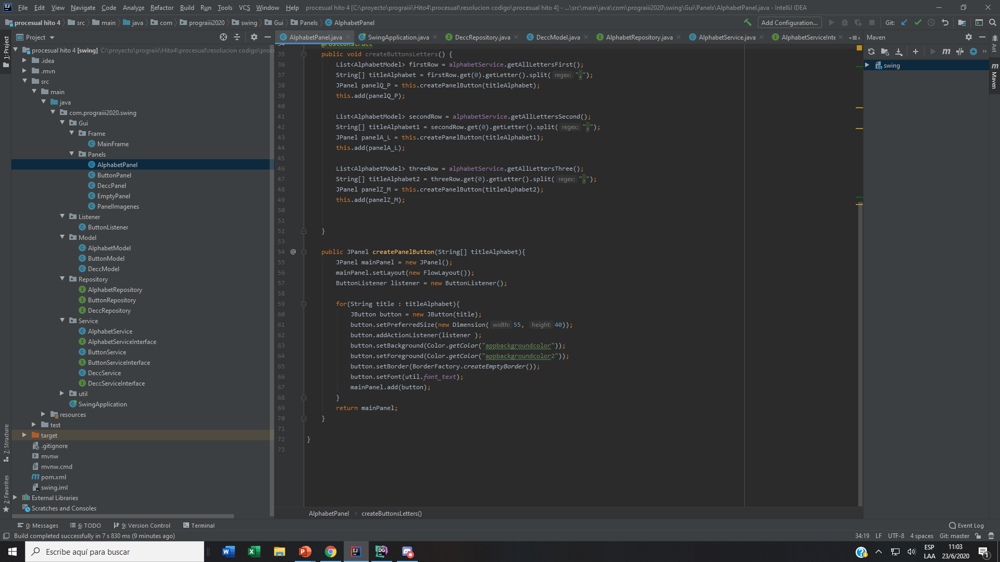 File Edit View Navigate Code Analyze Refactor Build Run Tools VCS Window Help procesual hito 4 [C:\proyecto\prograiii\Hito4\procesual\resolucion codigo\procesual hito 4] - ...\src\main\java\com\prograiii2020\swing\Gui\Panels\AlphabetPanel.java - IntelliJ IDEA
procesual hito 4 src main java com prograiii2020 swing Gui Panels AlphabetPanel Add Configuration... Git:
Project AlphabetPanel.java SwingApplication.java DeccRepository.java DeccModel.java AlphabetRepository.java AlphabetService.java AlphabetServiceInte Maven
1: Project
7: Structure
2: Favorites
procesual hito 4 [swing] C:\proyecto\prograiii\Hito4\procesual\resolucion codigo\proce
.idea
.mvn
src
main
java
com.prograiii2020.swing
Gui
Frame
MainFrame
Panels
AlphabetPanel
ButtonPanel
DeccPanel
EmptyPanel
PanelImagenes
Listener
ButtonListener
Model
AlphabetModel
ButtonModel
DeccModel
Repository
AlphabetRepository
ButtonRepository
DeccRepository
Service
AlphabetService
AlphabetServiceInterface
ButtonService
ButtonServiceInterface
DeccService
DeccServiceInterface
util
SwingApplication
resources
test
target
.gitignore
mvnw
mvnw.cmd
pom.xml
swing.iml
External Libraries
Scratches and Consoles
34 @PostConstruct
35 public void createButtonsLetters() {
36 List<AlphabetModel> firstRow = alphabetService.getAllLettersFirst();
37 String[] titleAlphabet = firstRow.get(0).getLetter().split( regex: ",");
38 JPanel panelQ_P = this.createPanelButton(titleAlphabet);
39 this.add(panelQ_P);
40
41 List<AlphabetModel> secondRow = alphabetService.getAllLettersSecond();
42 String[] titleAlphabet1 = secondRow.get(0).getLetter().split( regex: ",");
43 JPanel panelA_L = this.createPanelButton(titleAlphabet1);
44 this.add(panelA_L);
45
46 List<AlphabetModel> threeRow = alphabetService.getAllLettersThree();
47 String[] titleAlphabet2 = threeRow.get(0).getLetter().split( regex: ",");
48 JPanel panelZ_M = this.createPanelButton(titleAlphabet2);
49 this.add(panelZ_M);
50
51
52 }
53
54 @ public JPanel createPanelButton(String[] titleAlphabet){
55 JPanel mainPanel = new JPanel();
56 mainPanel.setLayout(new FlowLayout());
57 ButtonListener listener = new ButtonListener();
58
59 for(String title : titleAlphabet){
60 JButton button = new JButton(title);
61 button.setPreferredSize(new Dimension( width: 55, height: 40));
62 button.addActionListener(listener );
63 button.setBackground(Color.getColor("appbackgroundcolor"));
64 button.setForeground(Color.getColor("appbackgroundcolor2"));
65 button.setBorder(BorderFactory.createEmptyBorder());
66 button.setFont(util.font_text);
67 mainPanel.add(button);
68 }
69 return mainPanel;
70 }
71
72 }
73
swing
Ant
Maven
AlphabetPanel createButtonsLetters()
0: Messages 6: TODO 9: Version Control Terminal Event Log
Build completed successfully in 7 s 830 ms (9 minutes ago) 34:19 LF UTF-8 4 spaces Git: master
Escribe aquí para buscar
ESP 11:03
LAA 23/6/2020 1